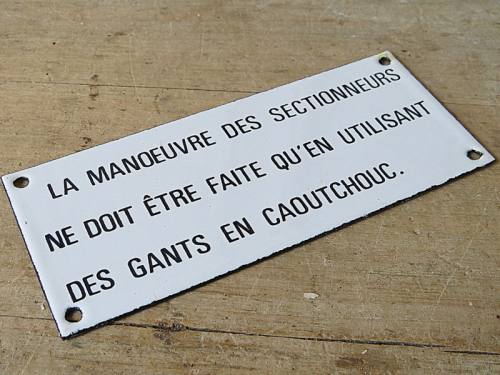 LA MANOEUVRE DES SECTIONNEURS
NE DOIT ÊTRE FAITE QU'EN UTILISANT
DES GANTS EN CAOUTCHOUC.